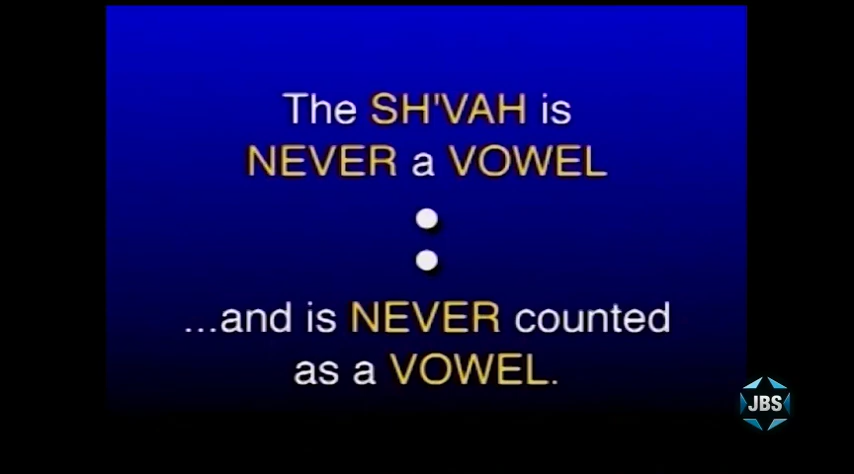 The SH'VAH is
NEVER a VOWEL
...and is NEVER counted
as a VOWEL.
JBS